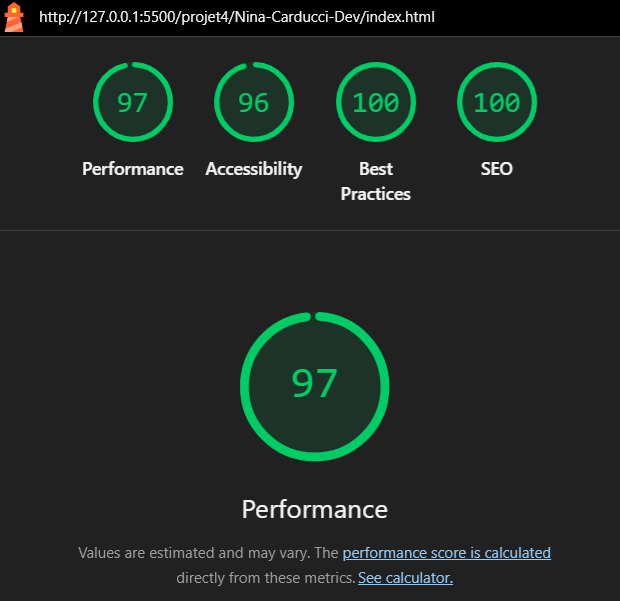 http://127.0.0.1:5500/projet4/Nina-Carducci-Dev/index.html
97 96 100 100
Performance Accessibility Best Practices SEO
97
Performance
Values are estimated and may vary. The performance score is calculated
directly from these metrics. See calculator.